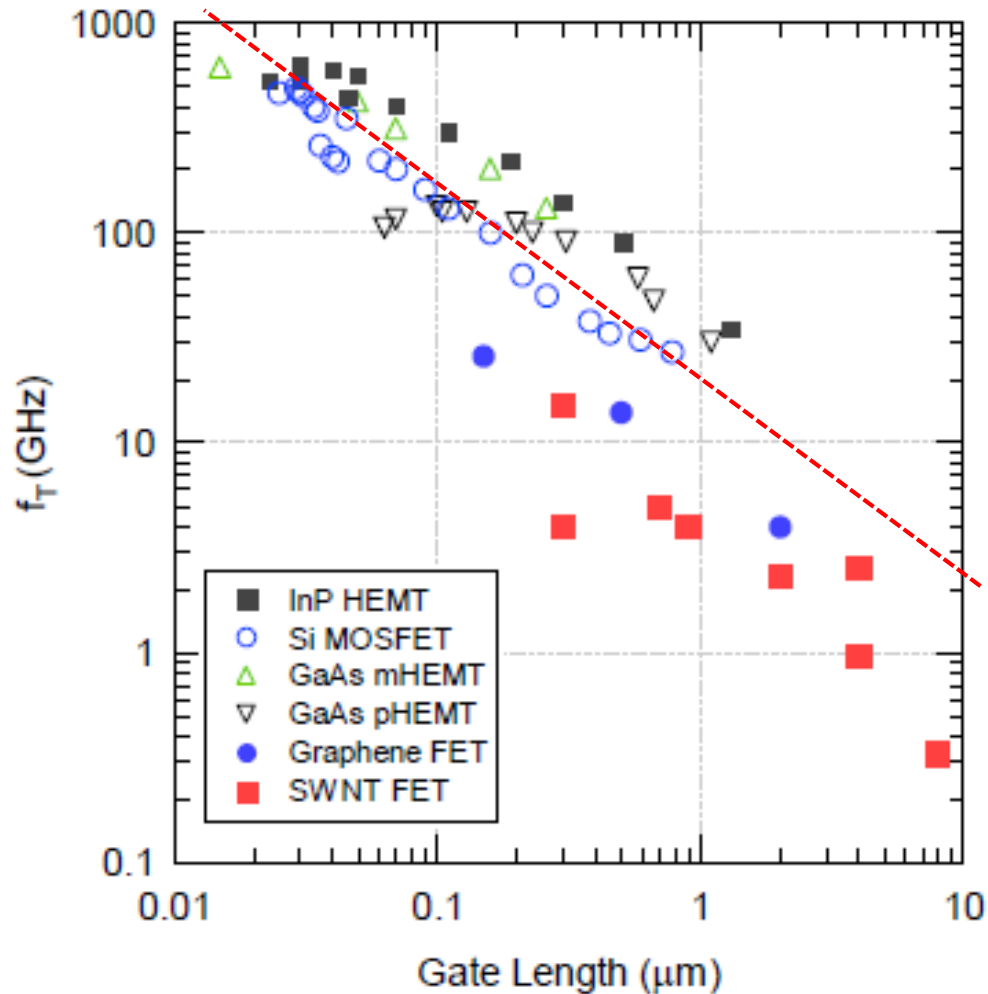 1000
100
10
1
0.1
f_T (GHz)
InP HEMT
Si MOSFET
GaAs mHEMT
GaAs pHEMT
Graphene FET
SWNT FET
0.01 0.1 1 10
Gate Length (μm)